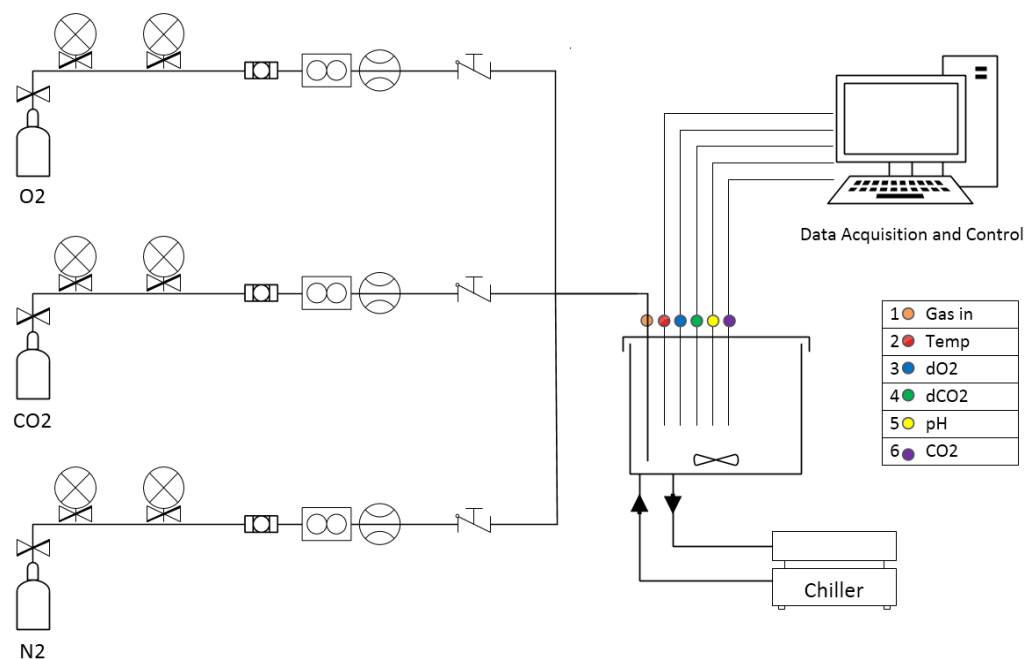 O2
Data Acquisition and Control
1 Gas in
2 Temp
3 dO2
4 dCO2
5 pH
6 CO2
CO2
Chiller
N2